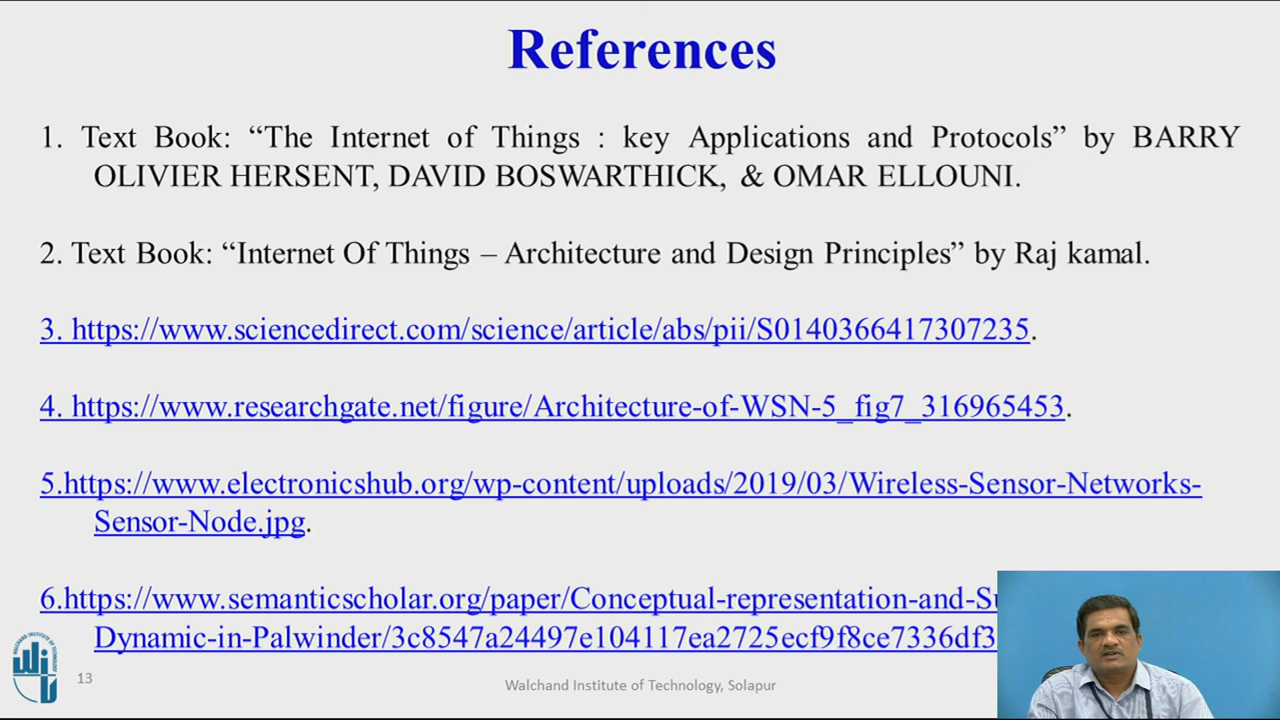 References
1. Text Book: “The Internet of Things : key Applications and Protocols” by BARRY
OLIVIER HERSENT, DAVID BOSWARTHICK, & OMAR ELLOUNI.
2. Text Book: “Internet Of Things – Architecture and Design Principles” by Raj kamal.
3. https://www.sciencedirect.com/science/article/abs/pii/S0140366417307235.
4. https://www.researchgate.net/figure/Architecture-of-WSN-5_fig7_316965453.
5.https://www.electronicshub.org/wp-content/uploads/2019/03/Wireless-Sensor-Networks-
Sensor-Node.jpg.
6.https://www.semanticscholar.org/paper/Conceptual-representation-and-Su
Dynamic-in-Palwinder/3c8547a24497e104117ea2725ecf9f8ce7336df3
13
Walchand Institute of Technology, Solapur